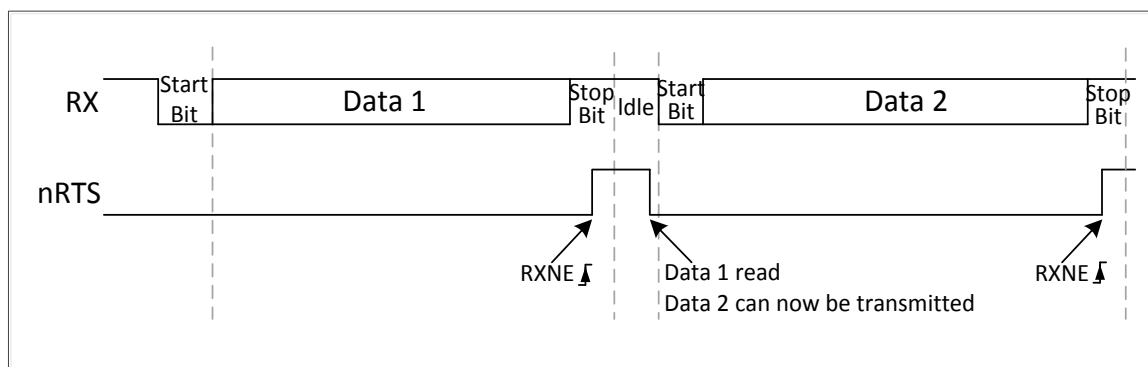 RX
Start
Bit
Data 1
Stop
Bit
Idle
Start
Bit
Data 2
Stop
Bit
nRTS
RXNE
Data 1 read
Data 2 can now be transmitted
RXNE